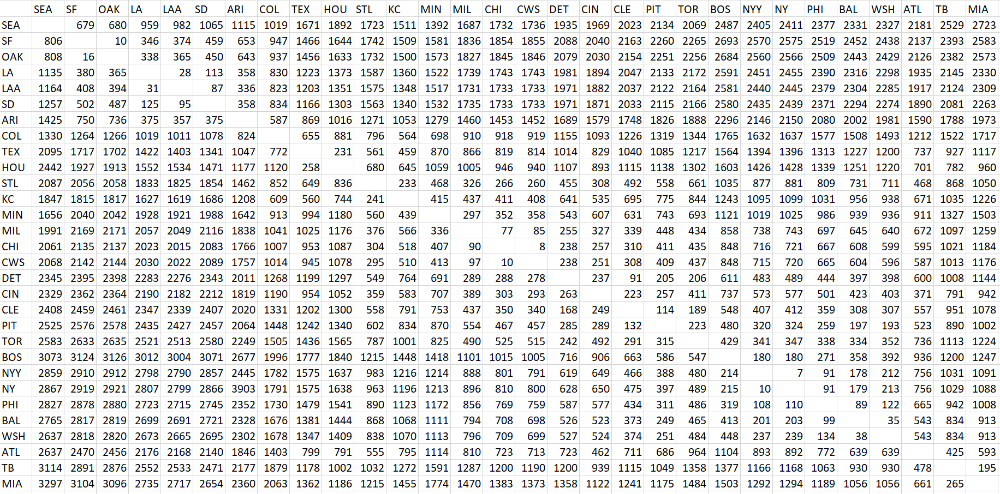 SEA SF OAK LA LAA SD ARI COL TEX HOU STL KC MIN MIL CHI CWS DET CIN CLE PIT TOR BOS NYY NY PHI BAL WSH ATL TB MIA
SEA 679 680 959 982 1065 1115 1019 1671 1892 1723 1511 1392 1687 1732 1736 1935 1969 2023 2134 2069 2487 2405 2411 2377 2331 2327 2181 2529 2723
SF 806 10 346 374 459 653 947 1466 1644 1742 1509 1581 1836 1854 1855 2088 2040 2163 2260 2265 2693 2570 2575 2519 2452 2438 2137 2393 2583
OAK 808 16 338 365 450 643 937 1456 1633 1732 1500 1573 1827 1845 1846 2079 2030 2154 2251 2256 2684 2560 2566 2509 2443 2429 2126 2382 2573
LA 1135 380 365 28 113 358 830 1223 1373 1587 1360 1522 1739 1743 1743 1981 1894 2047 2133 2172 2591 2451 2455 2390 2316 2298 1935 2145 2330
LAA 1164 408 394 31 87 336 823 1203 1351 1575 1348 1517 1731 1733 1733 1971 1882 2037 2122 2164 2581 2440 2445 2379 2304 2285 1917 2124 2309
SD 1257 502 487 125 95 358 834 1166 1303 1563 1340 1532 1735 1733 1733 1971 1871 2033 2115 2166 2580 2435 2439 2371 2294 2274 1890 2081 2263
ARI 1425 750 736 375 357 375 587 869 1016 1271 1053 1279 1460 1453 1452 1689 1579 1748 1826 1888 2296 2146 2150 2080 2002 1981 1590 1788 1973
COL 1330 1264 1266 1019 1011 1078 824 655 881 796 564 698 910 918 919 1155 1093 1226 1319 1344 1765 1632 1637 1577 1508 1493 1212 1522 1717
TEX 2095 1717 1702 1422 1403 1341 1047 772 231 561 459 870 866 819 814 1014 829 1040 1085 1217 1564 1394 1396 1313 1227 1200 737 927 1117
HOU 2442 1927 1913 1552 1534 1471 1177 1120 258 680 645 1059 1005 946 940 1107 893 1115 1138 1302 1603 1426 1428 1339 1251 1220 701 782 960
STL 2087 2056 2058 1833 1825 1854 1462 852 649 836 233 468 326 266 260 455 308 492 558 661 1035 877 881 809 731 711 468 868 1050
KC 1847 1815 1817 1627 1619 1686 1208 609 560 744 241 415 437 411 408 641 535 695 775 844 1243 1095 1099 1031 956 938 671 1035 1226
MIN 1656 2040 2042 1928 1921 1988 1642 913 994 1180 560 439 297 352 358 543 607 631 743 693 1121 1019 1025 986 939 936 911 1327 1503
MIL 1991 2169 2171 2057 2049 2116 1838 1041 1025 1176 376 566 336 77 85 255 327 339 448 434 858 738 743 697 645 640 672 1097 1259
CHI 2061 2135 2137 2023 2015 2083 1766 1007 953 1087 304 518 407 90 8 238 257 310 411 435 848 716 721 667 608 599 595 1021 1184
CWS 2068 2142 2144 2030 2022 2089 1757 1014 945 1078 295 510 413 97 10 238 251 308 409 437 848 715 720 665 604 596 587 1013 1176
DET 2345 2395 2398 2283 2276 2343 2011 1268 1199 1297 549 764 691 289 288 278 237 91 205 206 611 483 489 444 397 398 600 1008 1144
CIN 2329 2362 2364 2190 2182 2212 1819 1190 954 1052 359 583 707 389 303 293 263 223 257 411 737 573 577 501 423 403 371 791 942
CLE 2408 2459 2461 2347 2339 2407 2020 1331 1202 1300 558 791 753 437 350 340 168 249 114 189 548 407 412 359 308 307 557 951 1078
PIT 2525 2576 2578 2435 2427 2457 2064 1448 1242 1340 602 834 870 554 467 457 285 289 132 223 480 320 324 259 197 193 523 890 1002
TOR 2583 2633 2635 2521 2513 2580 2249 1505 1436 1565 787 1001 825 490 525 515 242 492 291 315 429 341 347 338 334 352 736 1113 1224
BOS 3073 3124 3126 3012 3004 3071 2677 1996 1777 1840 1215 1448 1418 1101 1015 1005 716 906 663 586 547 180 180 271 358 392 936 1200 1247
NYY 2859 2910 2912 2798 2790 2857 2445 1782 1575 1637 983 1216 1214 888 801 791 619 649 466 388 480 214 7 91 178 212 756 1031 1091
NY 2867 2919 2921 2807 2799 2866 3903 1791 1575 1638 963 1196 1213 896 810 800 628 650 475 397 489 215 10 91 179 213 756 1029 1088
PHI 2827 2878 2880 2723 2715 2745 2352 1730 1479 1541 890 1123 1172 856 769 759 587 577 434 311 486 319 108 110 89 122 665 942 1008
BAL 2765 2817 2819 2699 2691 2721 2328 1676 1381 1444 868 1068 1111 794 708 698 526 523 373 249 465 413 201 203 99 35 543 834 913
WSH 2637 2818 2820 2673 2665 2695 2302 1678 1347 1409 838 1070 1113 796 709 699 527 524 374 251 484 448 237 239 134 38 543 834 913
ATL 2637 2470 2456 2176 2168 2140 1846 1403 799 791 555 795 1114 810 723 713 723 462 711 686 964 1104 893 892 772 639 639 425 593
TB 3114 2891 2876 2552 2533 2471 2177 1879 1178 1002 1032 1272 1591 1287 1200 1190 1200 939 1115 1049 1358 1377 1166 1168 1063 930 930 478 195
MIA 3297 3104 3096 2735 2717 2654 2360 2063 1362 1186 1215 1455 1774 1470 1383 1373 1358 1122 1241 1175 1484 1503 1292 1294 1189 1056 1056 661 265